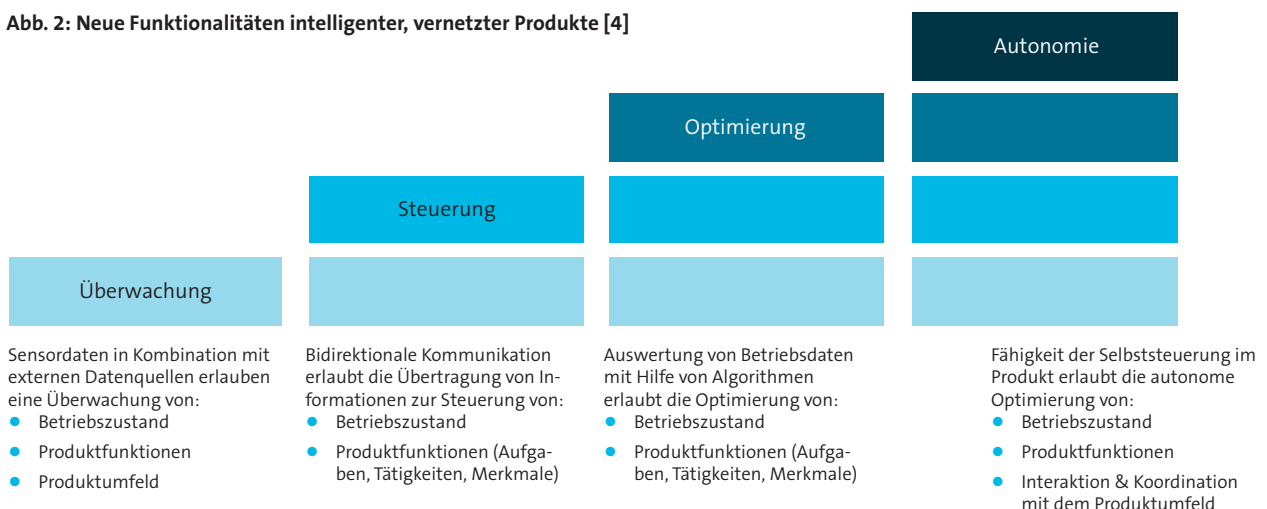 Abb. 2: Neue Funktionalitäten intelligenter, vernetzter Produkte [4]
Autonomie
Optimierung
Steuerung
Überwachung
Sensordaten in Kombination mit
externen Datenquellen erlauben
eine Überwachung von:
• Betriebszustand
• Produktfunktionen
• Produktumfeld
Bidirektionale Kommunikation
erlaubt die Übertragung von In-
formationen zur Steuerung von:
• Betriebszustand
• Produktfunktionen (Aufga-
ben, Tätigkeiten, Merkmale)
Auswertung von Betriebsdaten
mit Hilfe von Algorithmen
erlaubt die Optimierung von:
• Betriebszustand
• Produktfunktionen (Aufga-
ben, Tätigkeiten, Merkmale)
Fähigkeit der Selbststeuerung im
Produkt erlaubt die autonome
Optimierung von:
• Betriebszustand
• Produktfunktionen
• Interaktion & Koordination
mit dem Produktumfeld